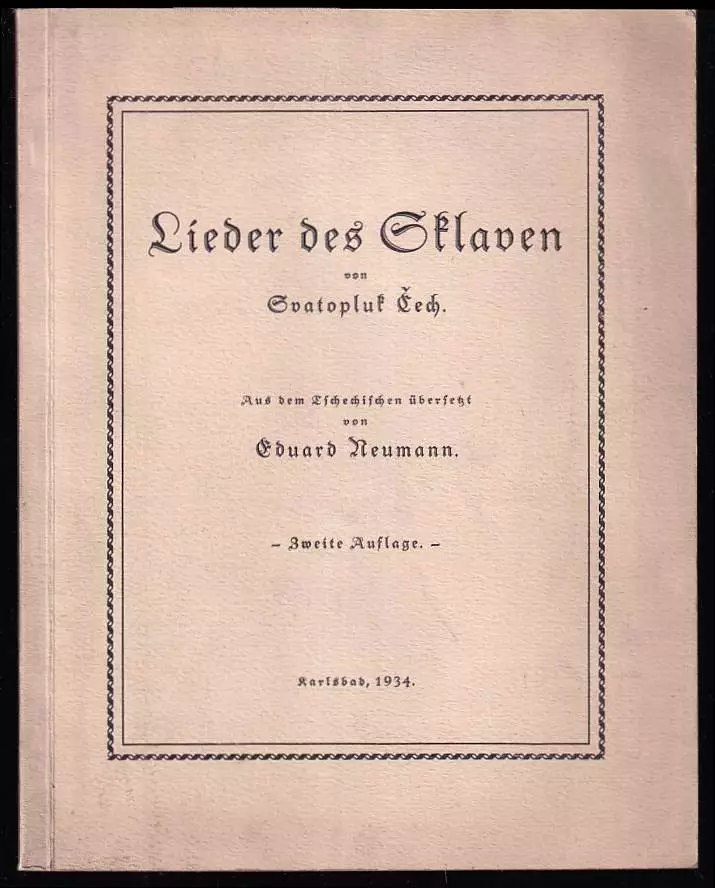 Lieder des Sklaven
von
Svatopluk Čech.
Aus dem Tschechischen übersetzt
von
Eduard Neumann.
– Zweite Auflage. –
Karlsbad, 1934.